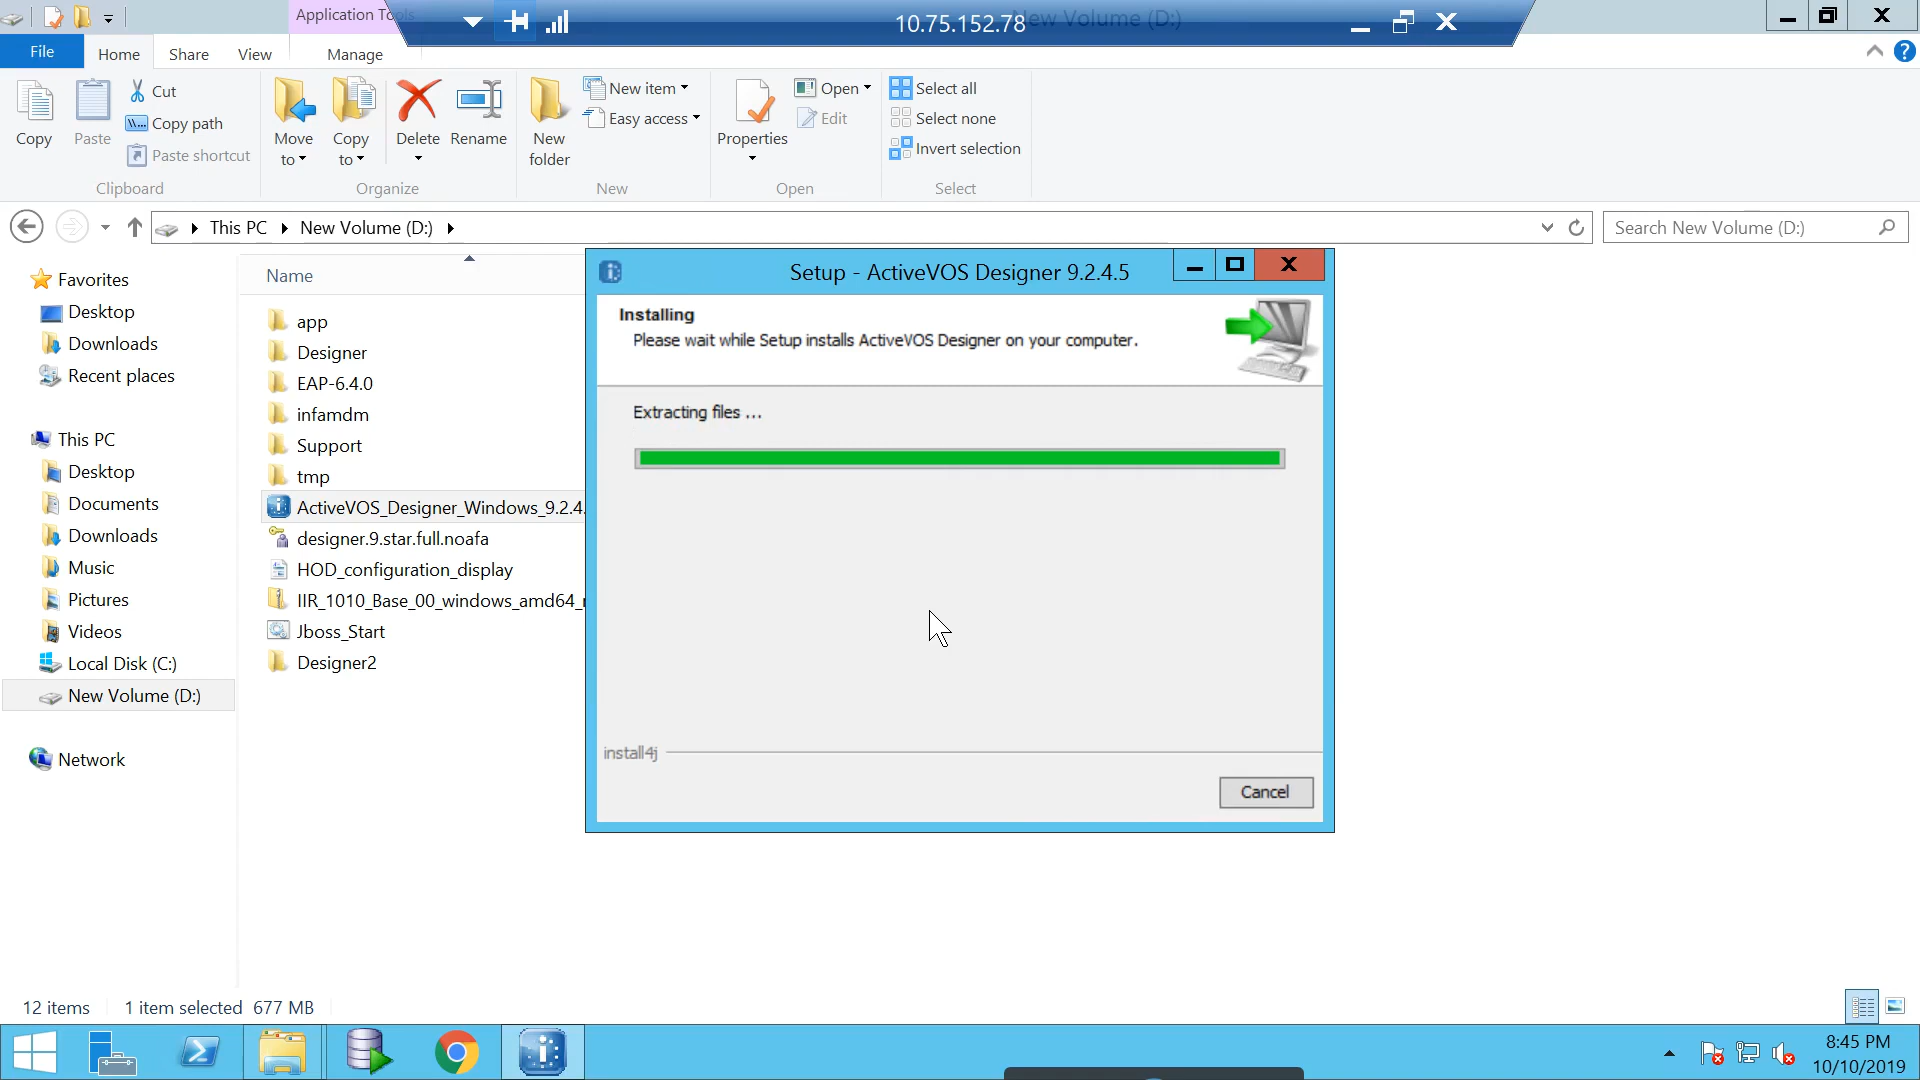 Application Tools
10.75.152.78
New Volume (D:)
File
Home
Share
View
Manage
Copy
Paste
Cut
Copy path
Paste shortcut
Clipboard
Move to
Copy to
Delete
Rename
Organize
New folder
New item
Easy access
New
Properties
Open
Edit
Open
Select all
Select none
Invert selection
Select
This PC
New Volume (D:)
Search New Volume (D:)
Favorites
Desktop
Downloads
Recent places
This PC
Desktop
Documents
Downloads
Music
Pictures
Videos
Local Disk (C:)
New Volume (D:)
Network
Name
app
Designer
EAP-6.4.0
infamdm
Support
tmp
ActiveVOS_Designer_Windows_9.2.4.
designer.9.star.full.noafa
HOD_configuration_display
IIR_1010_Base_00_windows_amd64_
Jboss_Start
Designer2
Setup - ActiveVOS Designer 9.2.4.5
Installing
Please wait while Setup installs ActiveVOS Designer on your computer.
Extracting files ...
install4j
Cancel
12 items
1 item selected 677 MB
8:45 PM
10/10/2019